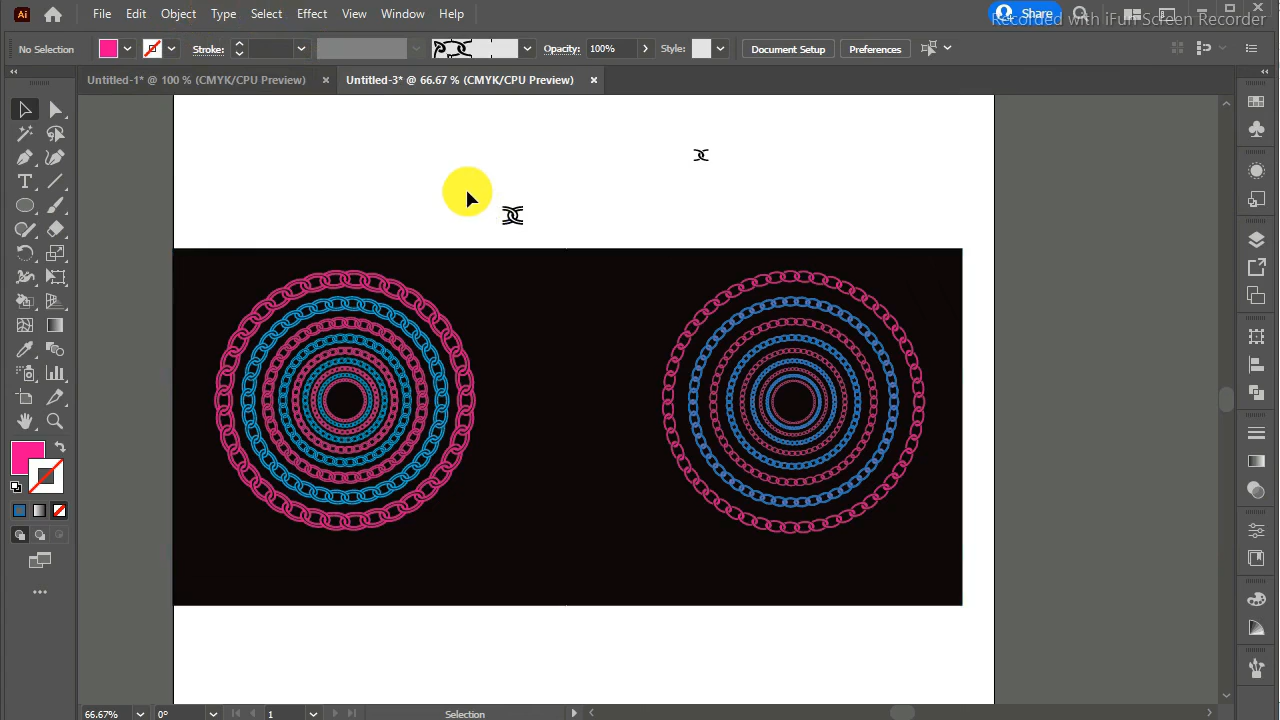 Ai File Edit Object Type Select Effect View Window Help Share
Recorded with iFun Screen Recorder
No Selection Stroke: Opacity: 100% Style: Document Setup Preferences
Untitled-1* @ 100 % (CMYK/CPU Preview) Untitled-3* @ 66.67 % (CMYK/CPU Preview)
66.67% 0° 1 Selection